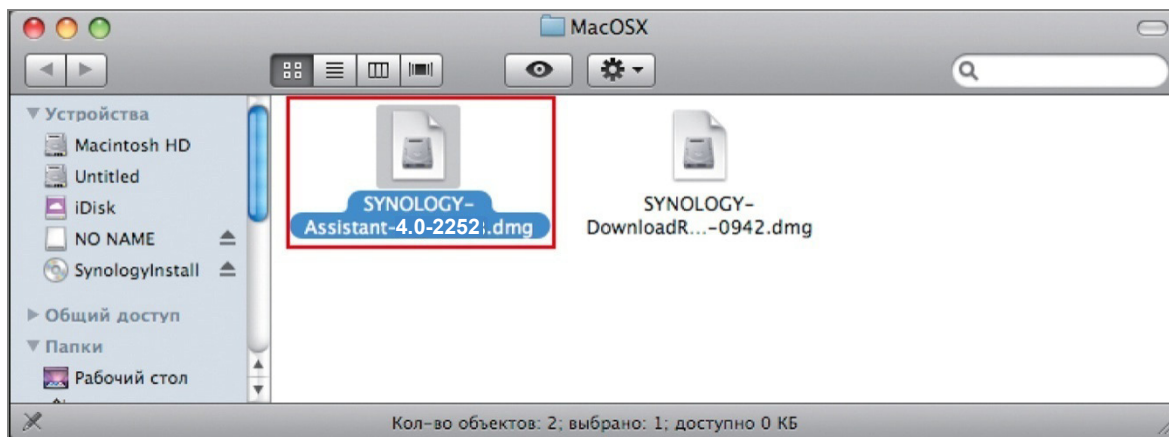 MacOSX
Устройства
Macintosh HD
Untitled
iDisk
NO NAME
SynologyInstall
Общий доступ
Папки
Рабочий стол
SYNOLOGY-
Assistant-4.0-2252.dmg
SYNOLOGY-
DownloadR...-0942.dmg
Кол-во объектов: 2; выбрано: 1; доступно 0 КБ